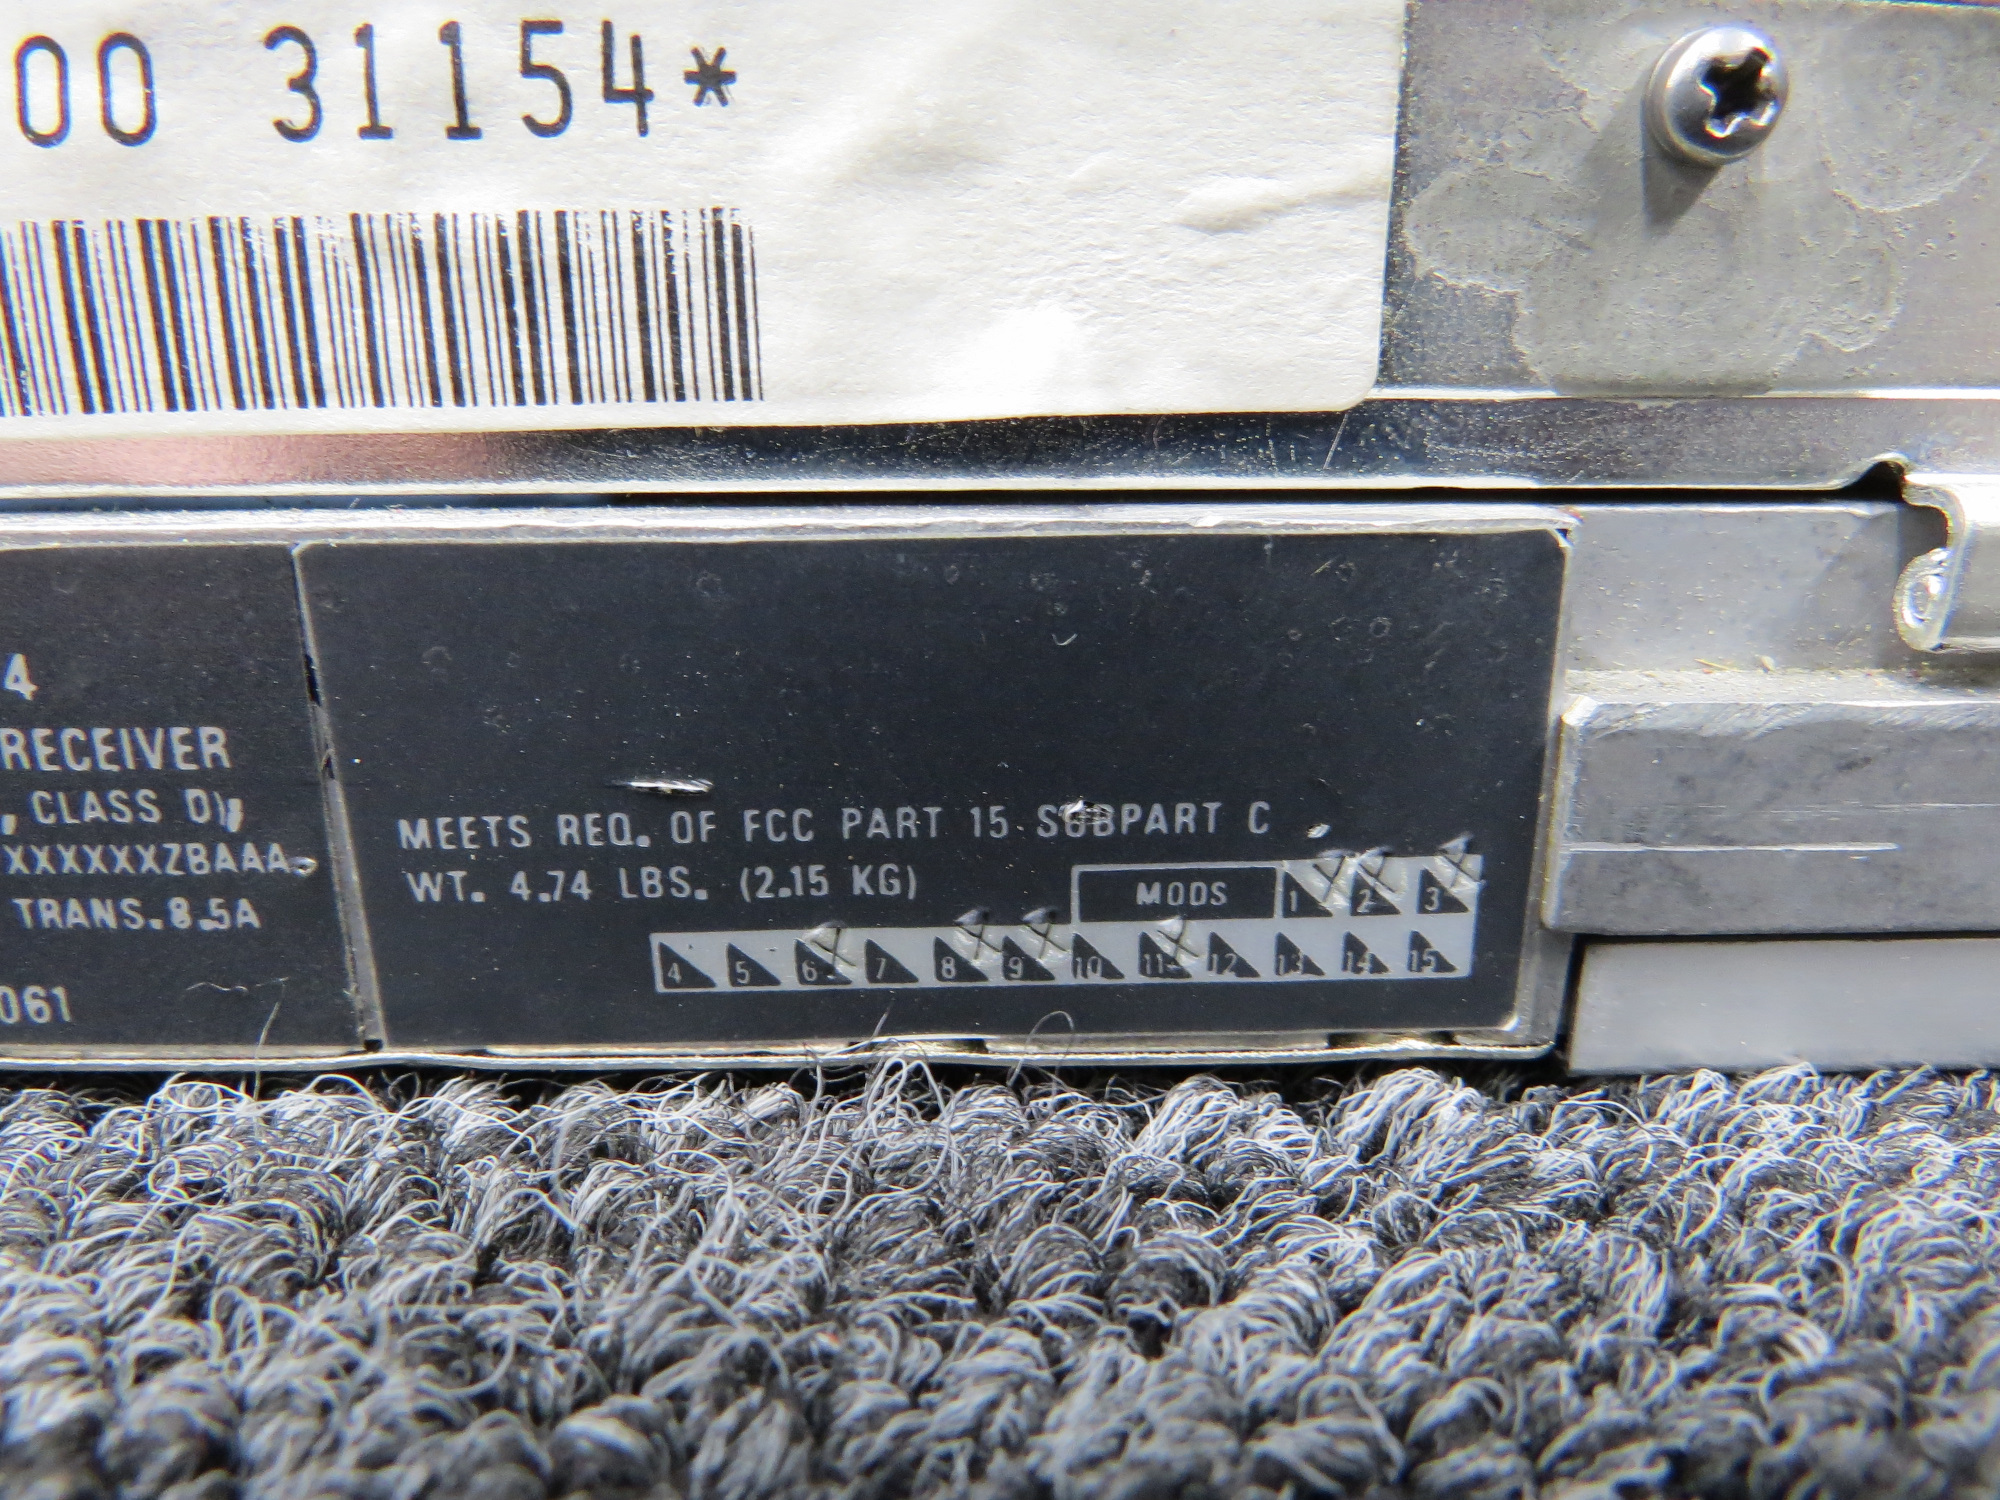 00 31154*
4
RECEIVER
, CLASS D),
XXXXXXZBAAA
TRANS. 8.5A
061
MEETS REQ. OF FCC PART 15 SUBPART C
WT. 4.74 LBS. (2.15 KG)
MODS 1 X 2 X 3 X
4 5 6 X 7 8 X 9 X 10 11 X 12 13 14 15